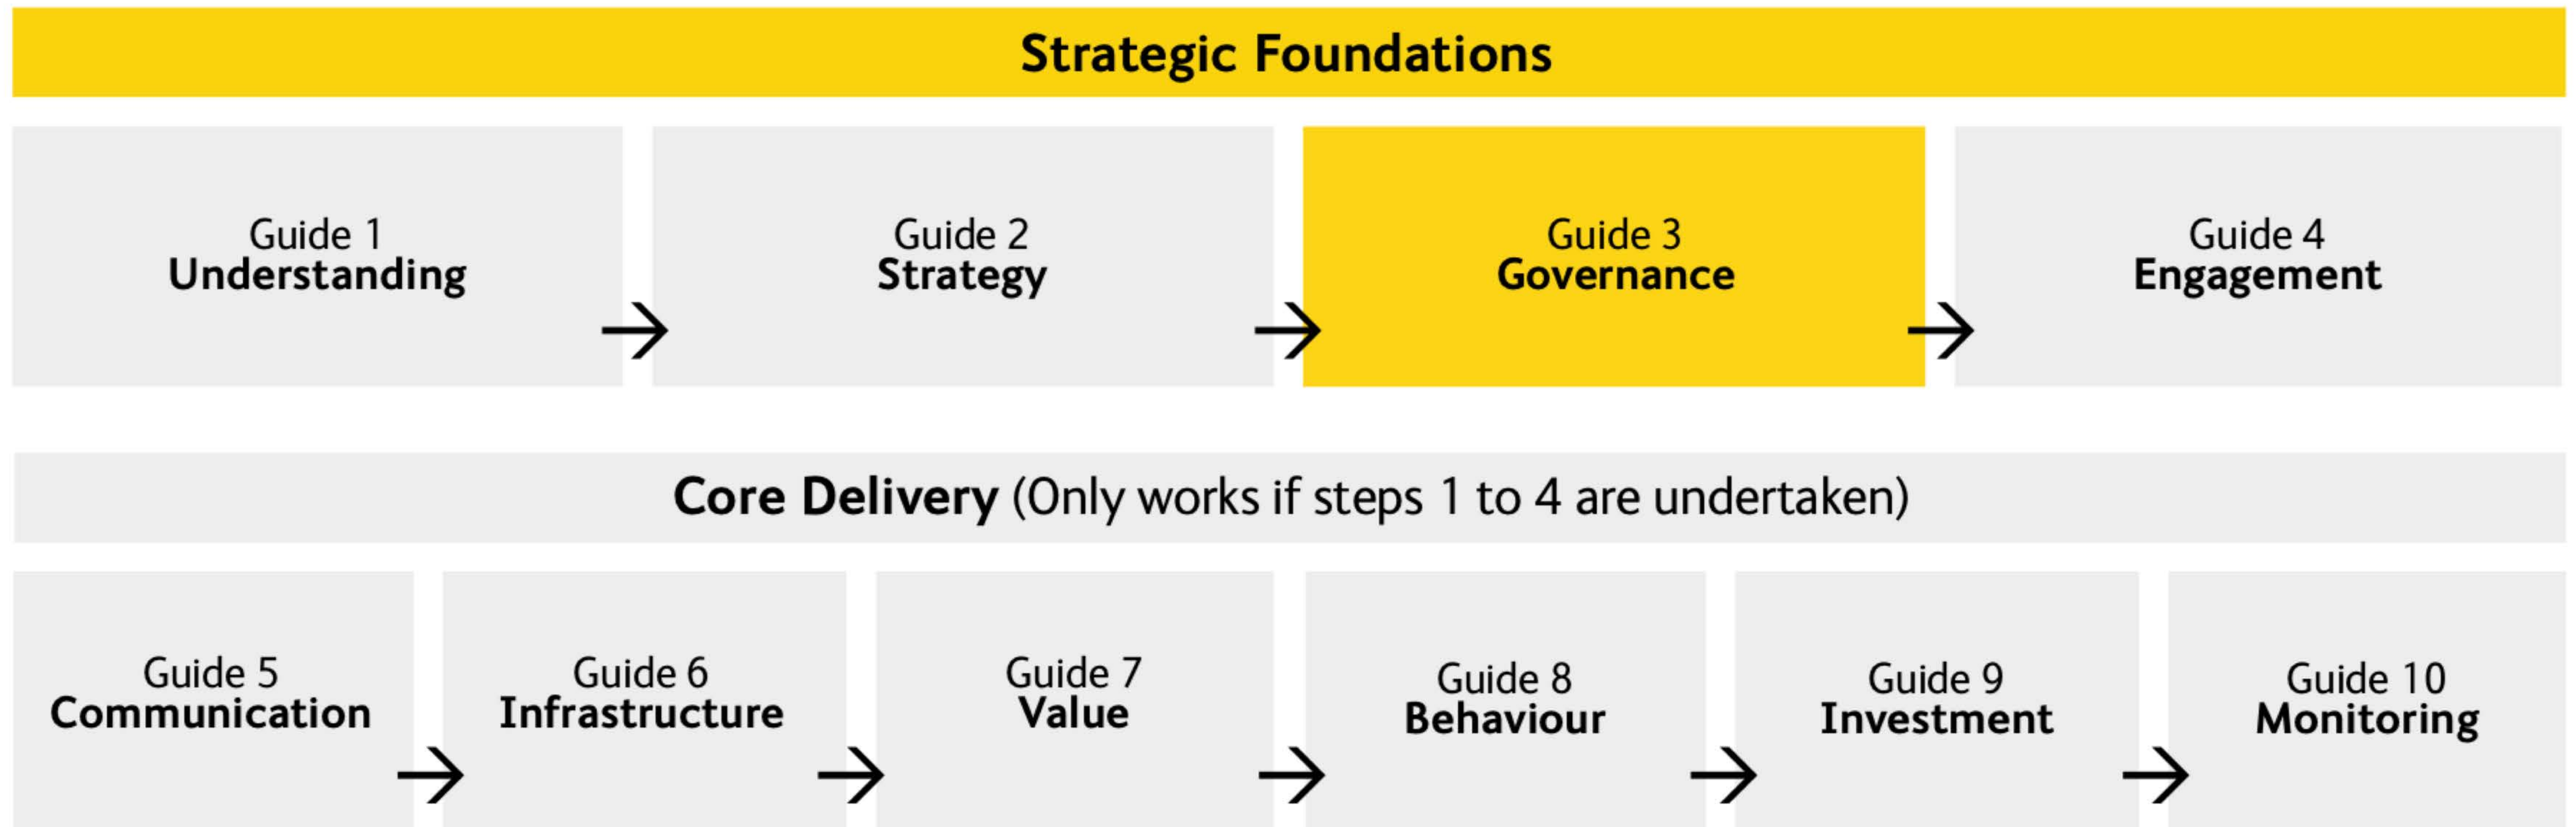 Strategic Foundations
Guide 1
Understanding
Guide 2
Strategy
Guide 3
Governance
Guide 4
Engagement
Core Delivery (Only works if steps 1 to 4 are undertaken)
Guide 5
Communication
Guide 6
Infrastructure
Guide 7
Value
Guide 8
Behaviour
Guide 9
Investment
Guide 10
Monitoring